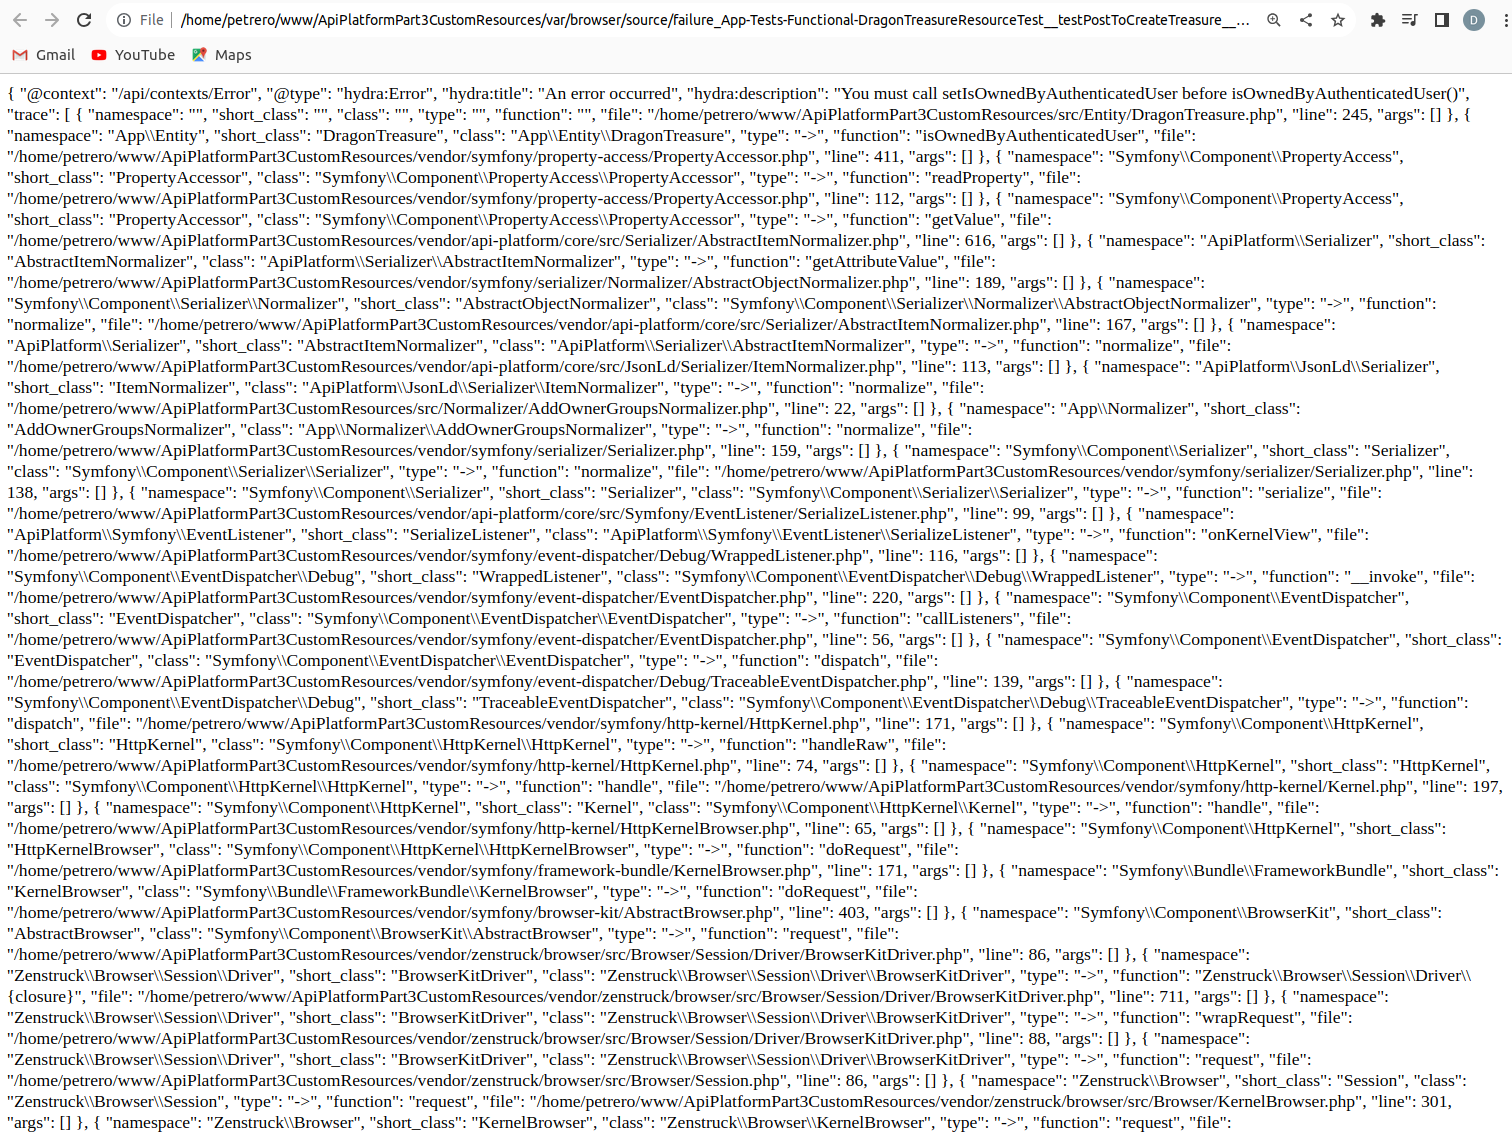 File
/home/petrero/www/ApiPlatformPart3CustomResources/var/browser/source/failure_App-Tests-Functional-DragonTreasureResourceTest__testPostToCreateTreasure__...
D
Gmail YouTube Maps
{ "@context": "/api/contexts/Error", "@type": "hydra:Error", "hydra:title": "An error occurred", "hydra:description": "You must call setIsOwnedByAuthenticatedUser before isOwnedByAuthenticatedUser()",
"trace": [ { "namespace": "", "short_class": "", "class": "", "type": "", "function": "", "file": "/home/petrero/www/ApiPlatformPart3CustomResources/src/Entity/DragonTreasure.php", "line": 245, "args": [] }, {
"namespace": "App\\Entity", "short_class": "DragonTreasure", "class": "App\\Entity\\DragonTreasure", "type": "->", "function": "isOwnedByAuthenticatedUser", "file":
"/home/petrero/www/ApiPlatformPart3CustomResources/vendor/symfony/property-access/PropertyAccessor.php", "line": 411, "args": [] }, { "namespace": "Symfony\\Component\\PropertyAccess",
"short_class": "PropertyAccessor", "class": "Symfony\\Component\\PropertyAccess\\PropertyAccessor", "type": "->", "function": "readProperty", "file":
"/home/petrero/www/ApiPlatformPart3CustomResources/vendor/symfony/property-access/PropertyAccessor.php", "line": 112, "args": [] }, { "namespace": "Symfony\\Component\\PropertyAccess",
"short_class": "PropertyAccessor", "class": "Symfony\\Component\\PropertyAccess\\PropertyAccessor", "type": "->", "function": "getValue", "file":
"/home/petrero/www/ApiPlatformPart3CustomResources/vendor/api-platform/core/src/Serializer/AbstractItemNormalizer.php", "line": 616, "args": [] }, { "namespace": "ApiPlatform\\Serializer", "short_class":
"AbstractItemNormalizer", "class": "ApiPlatform\\Serializer\\AbstractItemNormalizer", "type": "->", "function": "getAttributeValue", "file":
"/home/petrero/www/ApiPlatformPart3CustomResources/vendor/symfony/serializer/Normalizer/AbstractObjectNormalizer.php", "line": 189, "args": [] }, { "namespace":
"Symfony\\Component\\Serializer\\Normalizer", "short_class": "AbstractObjectNormalizer", "class": "Symfony\\Component\\Serializer\\Normalizer\\AbstractObjectNormalizer", "type": "->", "function":
"normalize", "file": "/home/petrero/www/ApiPlatformPart3CustomResources/vendor/api-platform/core/src/Serializer/AbstractItemNormalizer.php", "line": 167, "args": [] }, { "namespace":
"ApiPlatform\\Serializer", "short_class": "AbstractItemNormalizer", "class": "ApiPlatform\\Serializer\\AbstractItemNormalizer", "type": "->", "function": "normalize", "file":
"/home/petrero/www/ApiPlatformPart3CustomResources/vendor/api-platform/core/src/JsonLd/Serializer/ItemNormalizer.php", "line": 113, "args": [] }, { "namespace": "ApiPlatform\\JsonLd\\Serializer",
"short_class": "ItemNormalizer", "class": "ApiPlatform\\JsonLd\\Serializer\\ItemNormalizer", "type": "->", "function": "normalize", "file":
"/home/petrero/www/ApiPlatformPart3CustomResources/src/Normalizer/AddOwnerGroupsNormalizer.php", "line": 22, "args": [] }, { "namespace": "App\\Normalizer", "short_class":
"AddOwnerGroupsNormalizer", "class": "App\\Normalizer\\AddOwnerGroupsNormalizer", "type": "->", "function": "normalize", "file":
"/home/petrero/www/ApiPlatformPart3CustomResources/vendor/symfony/serializer/Serializer.php", "line": 159, "args": [] }, { "namespace": "Symfony\\Component\\Serializer", "short_class": "Serializer",
"class": "Symfony\\Component\\Serializer\\Serializer", "type": "->", "function": "normalize", "file": "/home/petrero/www/ApiPlatformPart3CustomResources/vendor/symfony/serializer/Serializer.php", "line":
138, "args": [] }, { "namespace": "Symfony\\Component\\Serializer", "short_class": "Serializer", "class": "Symfony\\Component\\Serializer\\Serializer", "type": "->", "function": "serialize", "file":
"/home/petrero/www/ApiPlatformPart3CustomResources/vendor/api-platform/core/src/Symfony/EventListener/SerializeListener.php", "line": 99, "args": [] }, { "namespace":
"ApiPlatform\\Symfony\\EventListener", "short_class": "SerializeListener", "class": "ApiPlatform\\Symfony\\EventListener\\SerializeListener", "type": "->", "function": "onKernelView", "file":
"/home/petrero/www/ApiPlatformPart3CustomResources/vendor/symfony/event-dispatcher/Debug/WrappedListener.php", "line": 116, "args": [] }, { "namespace":
"Symfony\\Component\\EventDispatcher\\Debug", "short_class": "WrappedListener", "class": "Symfony\\Component\\EventDispatcher\\Debug\\WrappedListener", "type": "->", "function": "__invoke", "file":
"/home/petrero/www/ApiPlatformPart3CustomResources/vendor/symfony/event-dispatcher/EventDispatcher.php", "line": 220, "args": [] }, { "namespace": "Symfony\\Component\\EventDispatcher",
"short_class": "EventDispatcher", "class": "Symfony\\Component\\EventDispatcher\\EventDispatcher", "type": "->", "function": "callListeners", "file":
"/home/petrero/www/ApiPlatformPart3CustomResources/vendor/symfony/event-dispatcher/EventDispatcher.php", "line": 56, "args": [] }, { "namespace": "Symfony\\Component\\EventDispatcher", "short_class":
"EventDispatcher", "class": "Symfony\\Component\\EventDispatcher\\EventDispatcher", "type": "->", "function": "dispatch", "file":
"/home/petrero/www/ApiPlatformPart3CustomResources/vendor/symfony/event-dispatcher/Debug/TraceableEventDispatcher.php", "line": 139, "args": [] }, { "namespace":
"Symfony\\Component\\EventDispatcher\\Debug", "short_class": "TraceableEventDispatcher", "class": "Symfony\\Component\\EventDispatcher\\Debug\\TraceableEventDispatcher", "type": "->", "function":
"dispatch", "file": "/home/petrero/www/ApiPlatformPart3CustomResources/vendor/symfony/http-kernel/HttpKernel.php", "line": 171, "args": [] }, { "namespace": "Symfony\\Component\\HttpKernel",
"short_class": "HttpKernel", "class": "Symfony\\Component\\HttpKernel\\HttpKernel", "type": "->", "function": "handleRaw", "file":
"/home/petrero/www/ApiPlatformPart3CustomResources/vendor/symfony/http-kernel/HttpKernel.php", "line": 74, "args": [] }, { "namespace": "Symfony\\Component\\HttpKernel", "short_class": "HttpKernel",
"class": "Symfony\\Component\\HttpKernel\\HttpKernel", "type": "->", "function": "handle", "file": "/home/petrero/www/ApiPlatformPart3CustomResources/vendor/symfony/http-kernel/Kernel.php", "line": 197,
"args": [] }, { "namespace": "Symfony\\Component\\HttpKernel", "short_class": "Kernel", "class": "Symfony\\Component\\HttpKernel\\Kernel", "type": "->", "function": "handle", "file":
"/home/petrero/www/ApiPlatformPart3CustomResources/vendor/symfony/http-kernel/HttpKernelBrowser.php", "line": 65, "args": [] }, { "namespace": "Symfony\\Component\\HttpKernel", "short_class":
"HttpKernelBrowser", "class": "Symfony\\Component\\HttpKernel\\HttpKernelBrowser", "type": "->", "function": "doRequest", "file":
"/home/petrero/www/ApiPlatformPart3CustomResources/vendor/symfony/framework-bundle/KernelBrowser.php", "line": 171, "args": [] }, { "namespace": "Symfony\\Bundle\\FrameworkBundle", "short_class":
"KernelBrowser", "class": "Symfony\\Bundle\\FrameworkBundle\\KernelBrowser", "type": "->", "function": "doRequest", "file":
"/home/petrero/www/ApiPlatformPart3CustomResources/vendor/symfony/browser-kit/AbstractBrowser.php", "line": 403, "args": [] }, { "namespace": "Symfony\\Component\\BrowserKit", "short_class":
"AbstractBrowser", "class": "Symfony\\Component\\BrowserKit\\AbstractBrowser", "type": "->", "function": "request", "file":
"/home/petrero/www/ApiPlatformPart3CustomResources/vendor/zenstruck/browser/src/Browser/Session/Driver/BrowserKitDriver.php", "line": 86, "args": [] }, { "namespace":
"Zenstruck\\Browser\\Session\\Driver", "short_class": "BrowserKitDriver", "class": "Zenstruck\\Browser\\Session\\Driver\\BrowserKitDriver", "type": "->", "function": "Zenstruck\\Browser\\Session\\Driver\\
{closure}", "file": "/home/petrero/www/ApiPlatformPart3CustomResources/vendor/zenstruck/browser/src/Browser/Session/Driver/BrowserKitDriver.php", "line": 711, "args": [] }, { "namespace":
"Zenstruck\\Browser\\Session\\Driver", "short_class": "BrowserKitDriver", "class": "Zenstruck\\Browser\\Session\\Driver\\BrowserKitDriver", "type": "->", "function": "wrapRequest", "file":
"/home/petrero/www/ApiPlatformPart3CustomResources/vendor/zenstruck/browser/src/Browser/Session/Driver/BrowserKitDriver.php", "line": 88, "args": [] }, { "namespace":
"Zenstruck\\Browser\\Session\\Driver", "short_class": "BrowserKitDriver", "class": "Zenstruck\\Browser\\Session\\Driver\\BrowserKitDriver", "type": "->", "function": "request", "file":
"/home/petrero/www/ApiPlatformPart3CustomResources/vendor/zenstruck/browser/src/Browser/Session.php", "line": 86, "args": [] }, { "namespace": "Zenstruck\\Browser", "short_class": "Session", "class":
"Zenstruck\\Browser\\Session", "type": "->", "function": "request", "file": "/home/petrero/www/ApiPlatformPart3CustomResources/vendor/zenstruck/browser/src/Browser/KernelBrowser.php", "line": 301,
"args": [] }, { "namespace": "Zenstruck\\Browser", "short_class": "KernelBrowser", "class": "Zenstruck\\Browser\\KernelBrowser", "type": "->", "function": "request", "file":